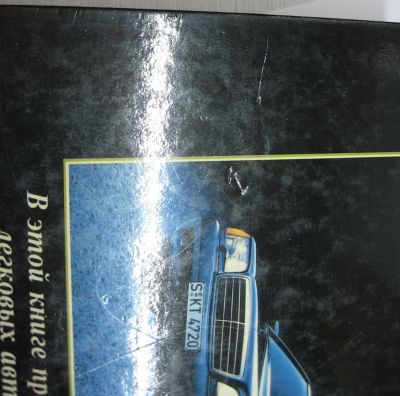 В этой книге пр
легковых авт
S KT 4720